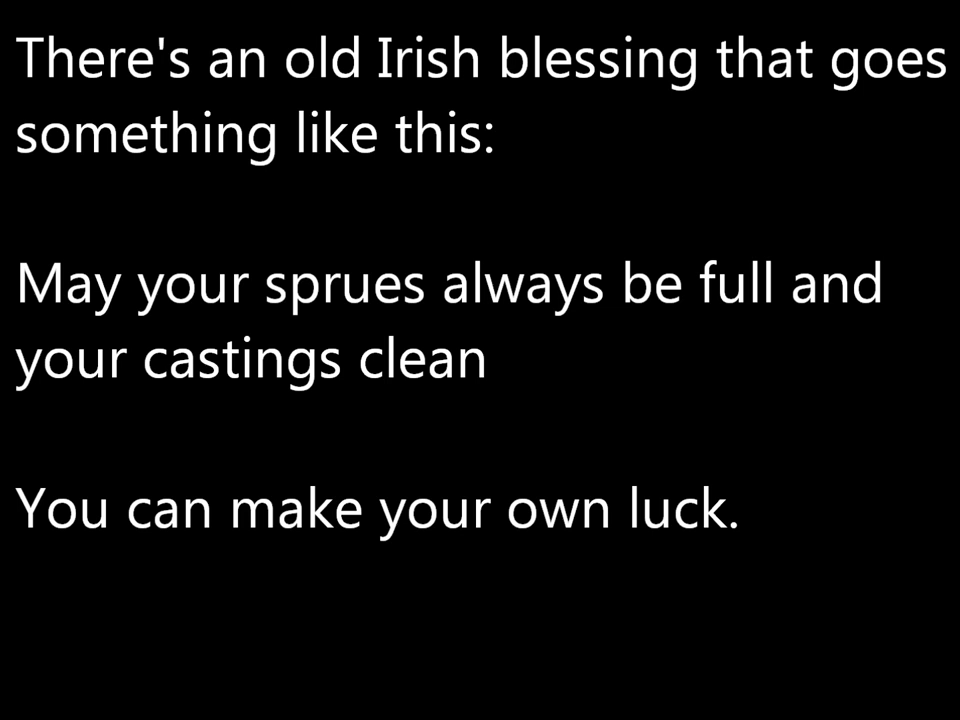 There's an old Irish blessing that goes
something like this:
May your sprues always be full and
your castings clean
You can make your own luck.